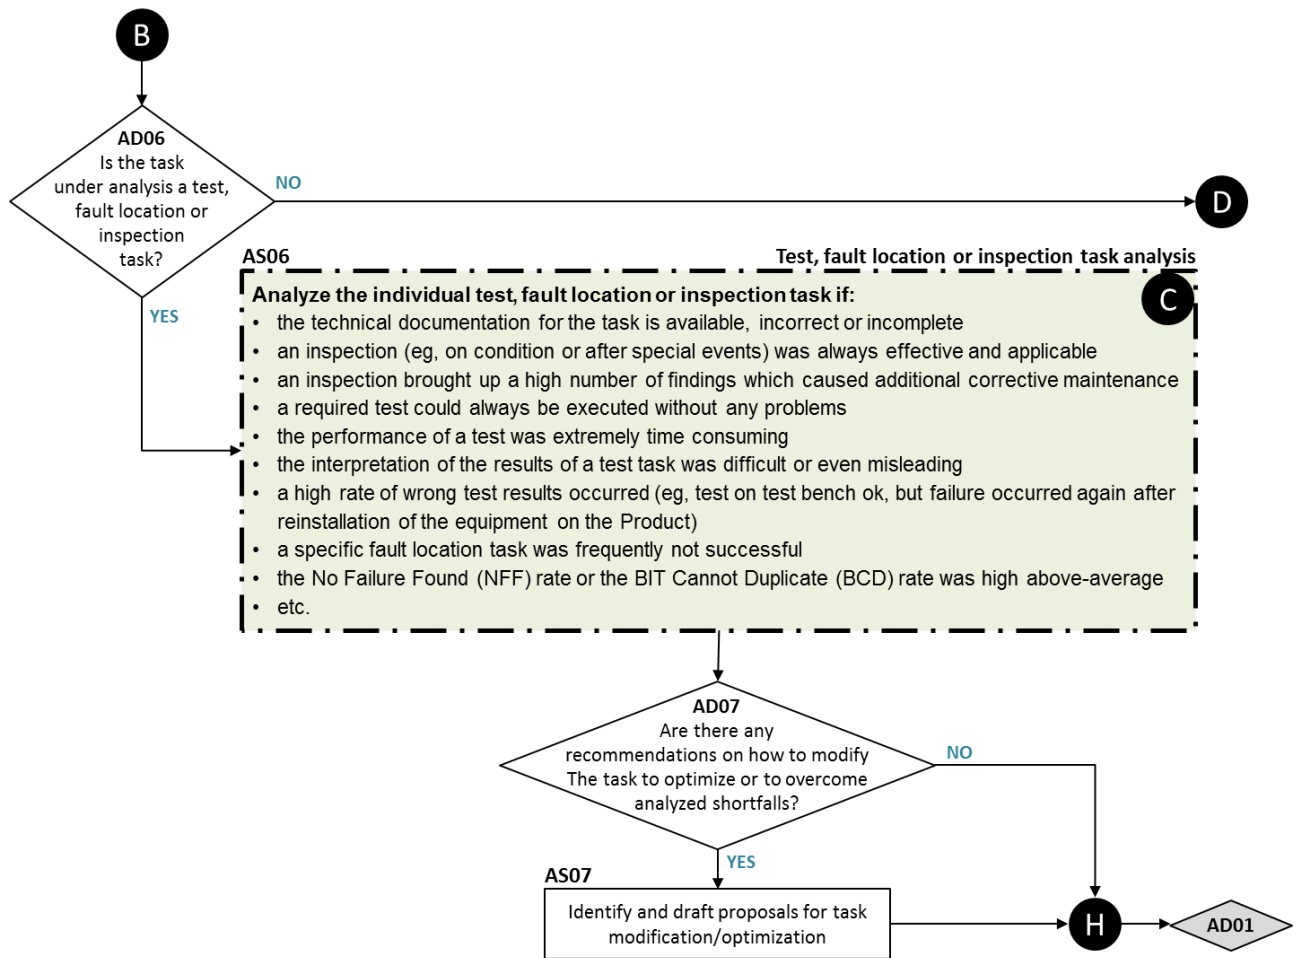 B
AD06
Is the task
under analysis a test,
fault location or
inspection
task?
NO
D
YES
AS06
Test, fault location or inspection task analysis
C
Analyze the individual test, fault location or inspection task if:
• the technical documentation for the task is available, incorrect or incomplete
• an inspection (eg, on condition or after special events) was always effective and applicable
• an inspection brought up a high number of findings which caused additional corrective maintenance
• a required test could always be executed without any problems
• the performance of a test was extremely time consuming
• the interpretation of the results of a test task was difficult or even misleading
• a high rate of wrong test results occurred (eg, test on test bench ok, but failure occurred again after
reinstallation of the equipment on the Product)
• a specific fault location task was frequently not successful
• the No Failure Found (NFF) rate or the BIT Cannot Duplicate (BCD) rate was high above-average
• etc.
AD07
Are there any
recommendations on how to modify
The task to optimize or to overcome
analyzed shortfalls?
NO
YES
AS07
Identify and draft proposals for task
modification/optimization
H
AD01